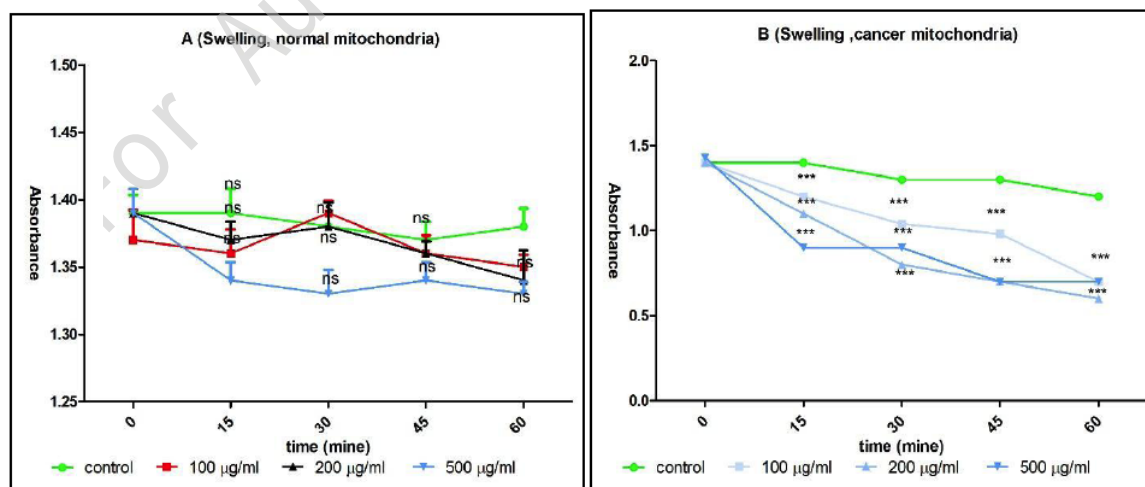 A (Swelling, normal mitochondria)
1.50
1.45
1.40
1.35
1.30
1.25
Absorbance
ns
ns
ns
ns
ns
ns
ns
ns
ns
ns
0
15
30
45
60
time (mine)
control
100 µg/ml
200 µg/ml
500 µg/ml
for
B (Swelling ,cancer mitochondria)
2.0
1.5
1.0
0.5
0.0
Absorbance
***
***
***
***
***
***
***
***
***
***
0
15
30
45
60
time (mine)
control
100 µg/ml
200 µg/ml
500 µg/ml